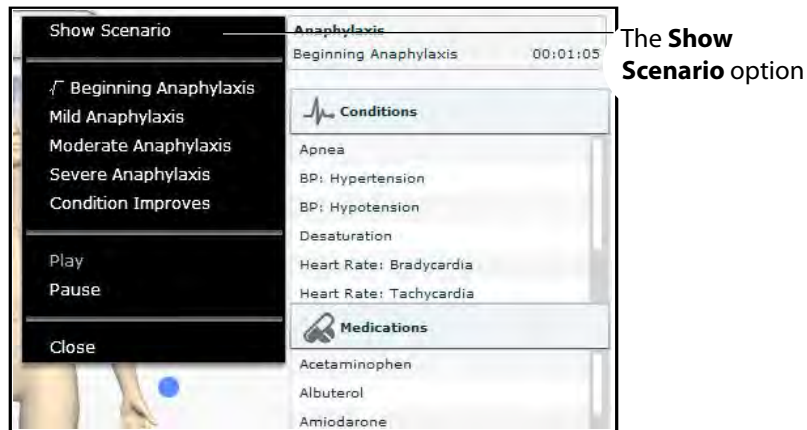 Show Scenario
√ Beginning Anaphylaxis
Mild Anaphylaxis
Moderate Anaphylaxis
Severe Anaphylaxis
Condition Improves
Play
Pause
Close
Anaphylaxis
Beginning Anaphylaxis 00:01:05
Conditions
Apnea
BP: Hypertension
BP: Hypotension
Desaturation
Heart Rate: Bradycardia
Heart Rate: Tachycardia
Medications
Acetaminophen
Albuterol
Amiodarone
The Show
Scenario option